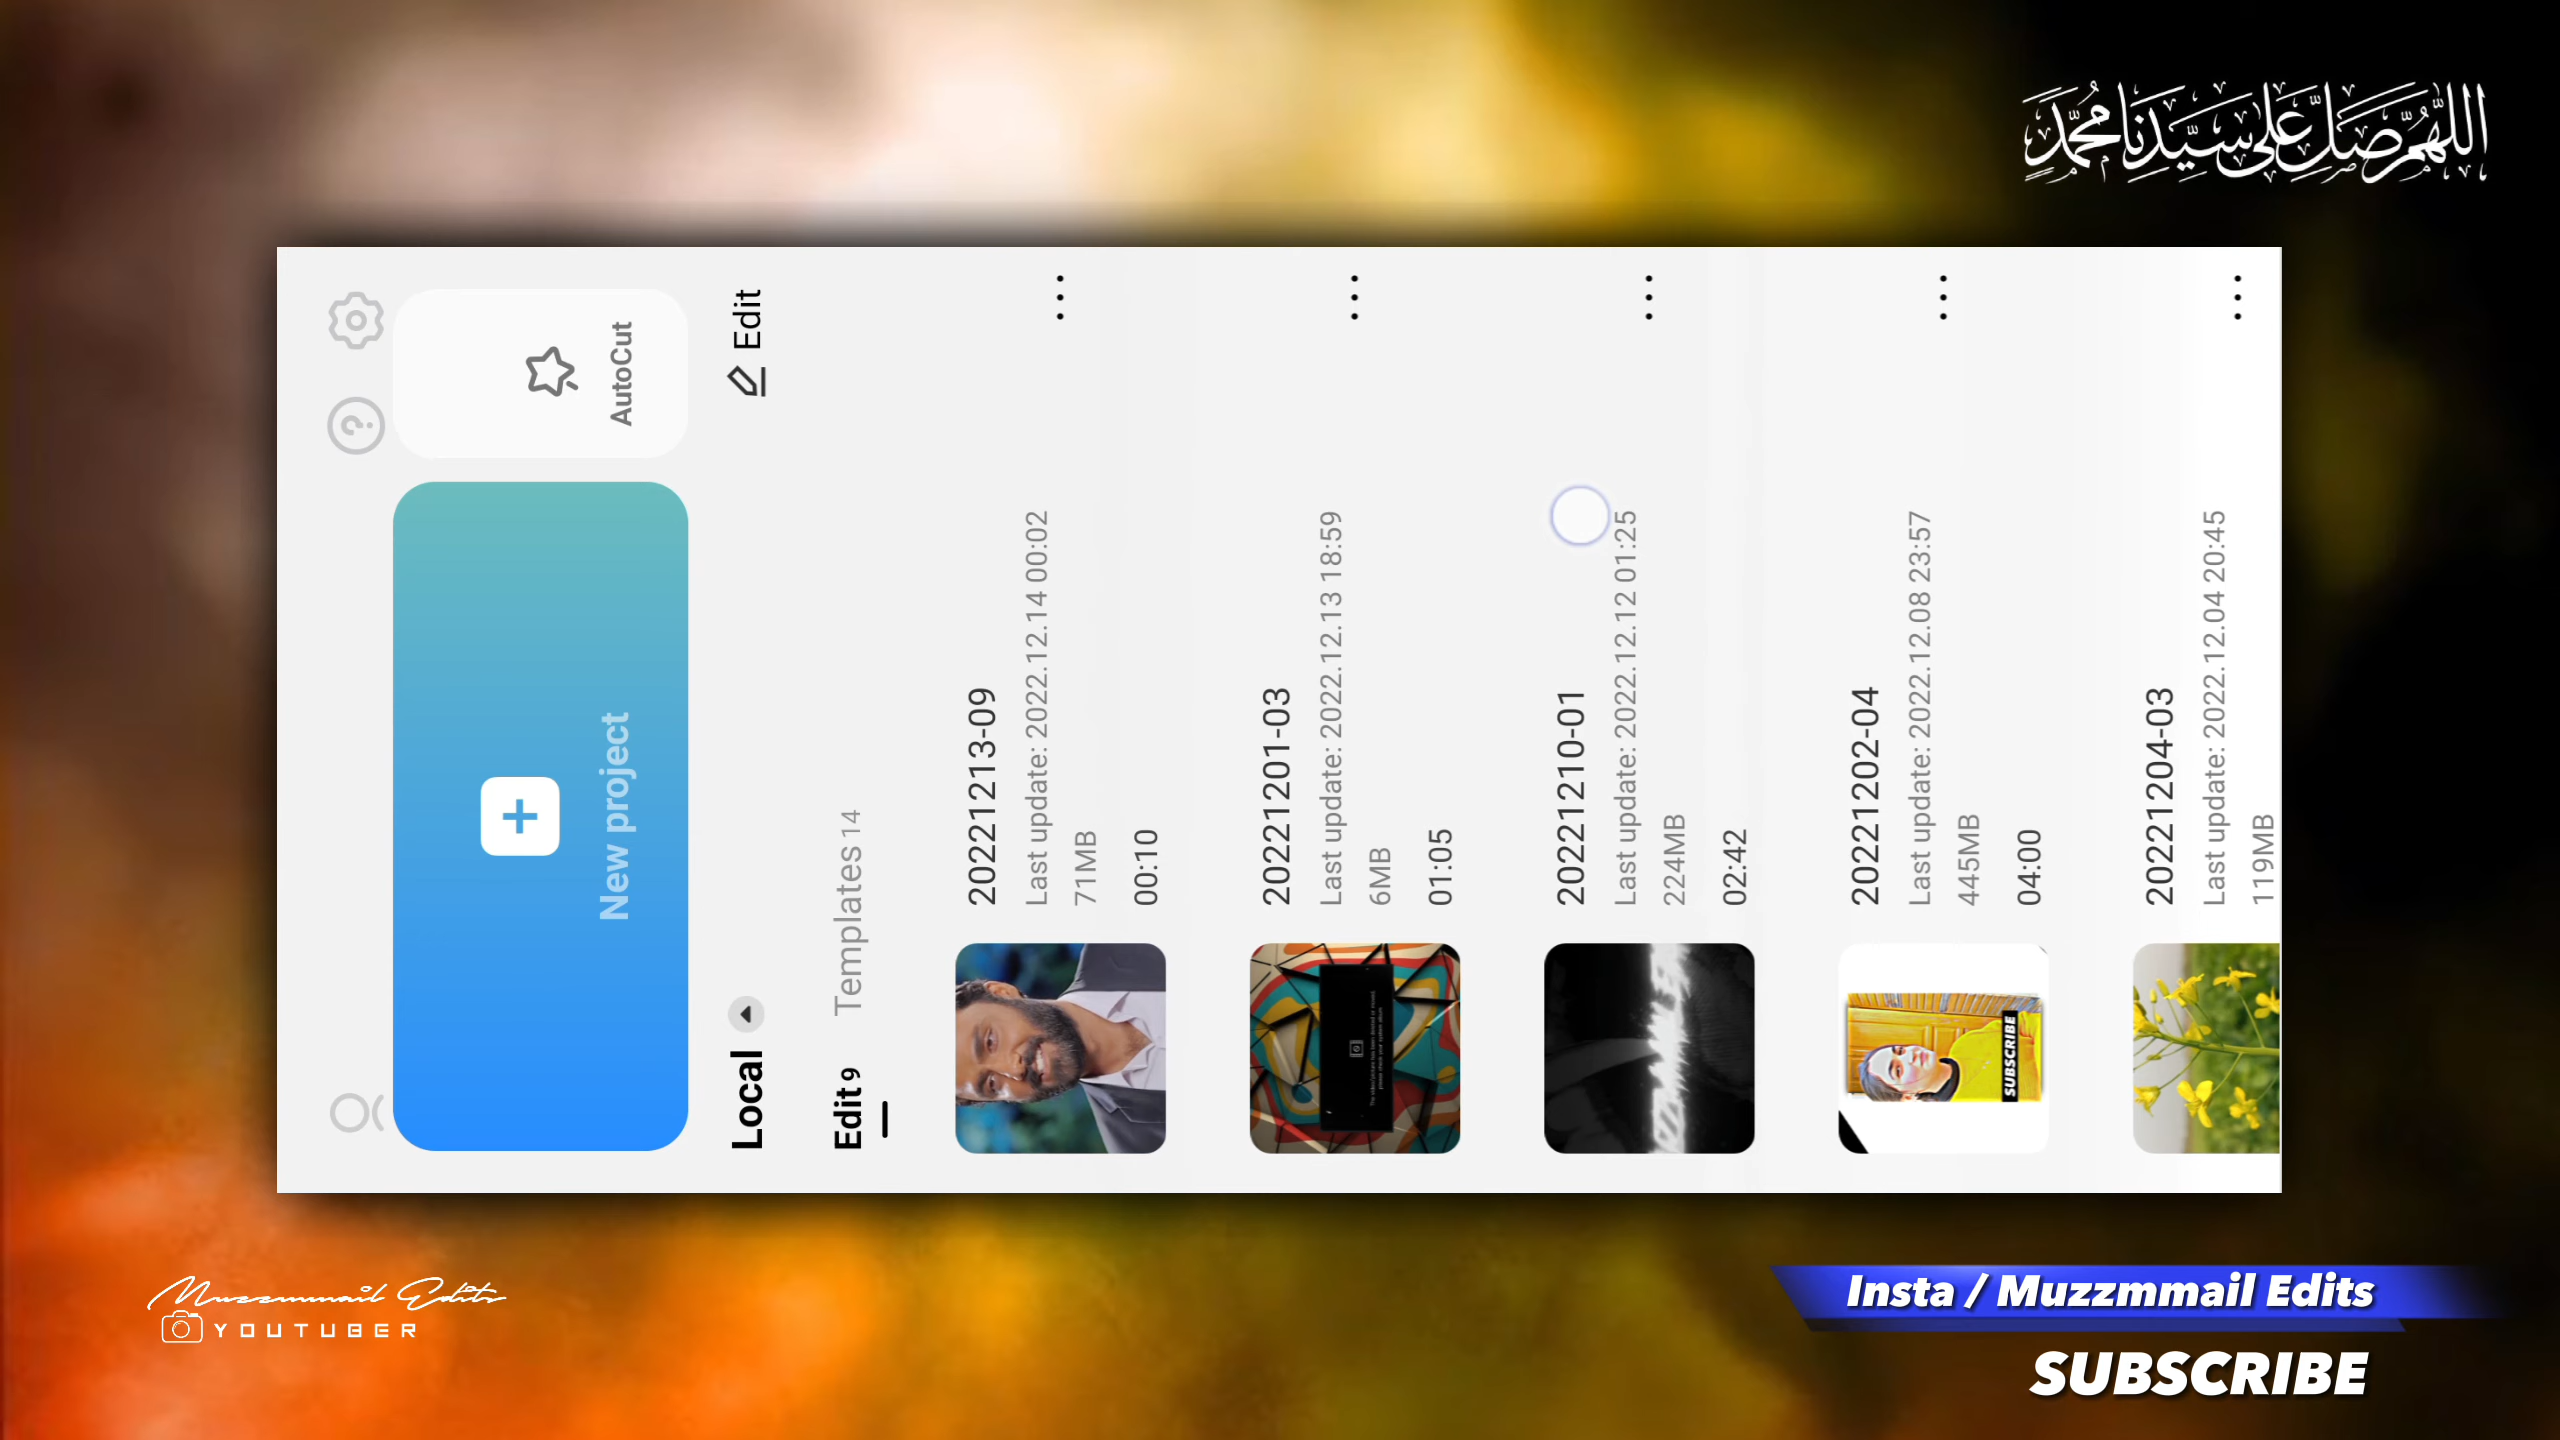 اللهم صل على سيدنا محمد
AutoCut
New project
Local
Edit
Edit 9
Templates 14
20221213-09
Last update: 2022.12.14 00:02
71MB
00:10
20221201-03
Last update: 2022.12.13 18:59
6MB
01:05
20221210-01
Last update: 2022.12.12 01:25
224MB
02:42
20221202-04
Last update: 2022.12.08 23:57
445MB
04:00
SUBSCRIBE
20221204-03
Last update: 2022.12.04 20:45
119MB
Muzzmmail Edits
YOUTUBER
Insta / Muzzmmail Edits
SUBSCRIBE